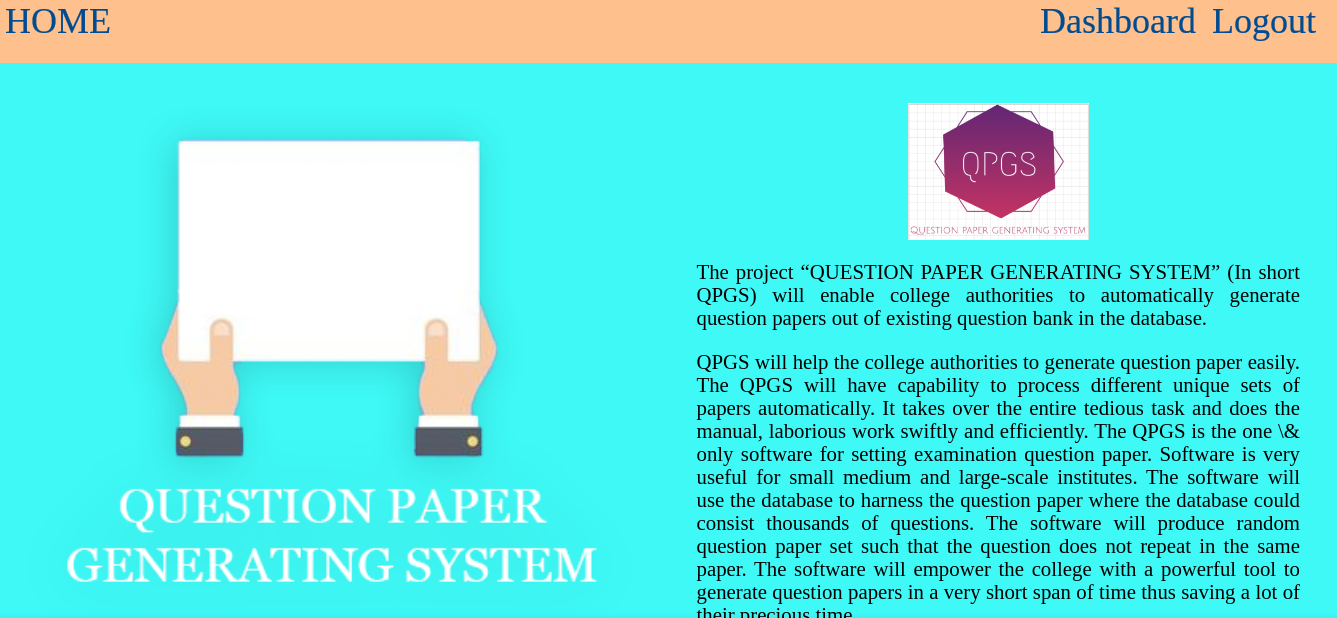 HOME
Dashboard Logout
QPGS
QUESTION PAPER GENERATING SYSTEM
QUESTION PAPER
GENERATING SYSTEM
The project “QUESTION PAPER GENERATING SYSTEM” (In short
QPGS) will enable college authorities to automatically generate
question papers out of existing question bank in the database.
QPGS will help the college authorities to generate question paper easily.
The QPGS will have capability to process different unique sets of
papers automatically. It takes over the entire tedious task and does the
manual, laborious work swiftly and efficiently. The QPGS is the one \&
only software for setting examination question paper. Software is very
useful for small medium and large-scale institutes. The software will
use the database to harness the question paper where the database could
consist thousands of questions. The software will produce random
question paper set such that the question does not repeat in the same
paper. The software will empower the college with a powerful tool to
generate question papers in a very short span of time thus saving a lot of
their precious time.